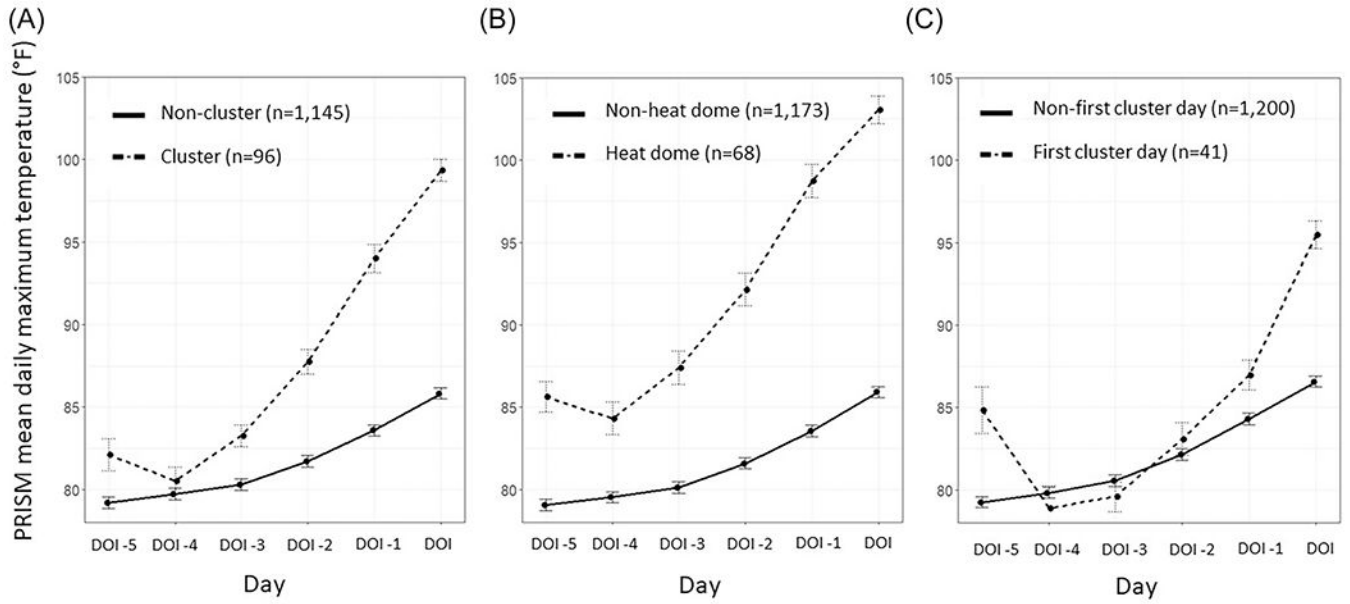 (A)
PRISM mean daily maximum temperature (°F)
105
100
95
90
85
80
Non-cluster (n=1,145)
Cluster (n=96)
DOI -5 DOI -4 DOI -3 DOI -2 DOI -1 DOI
Day
(B)
105
100
95
90
85
80
Non-heat dome (n=1,173)
Heat dome (n=68)
DOI -5 DOI -4 DOI -3 DOI -2 DOI -1 DOI
Day
(C)
105
100
95
90
85
80
Non-first cluster day (n=1,200)
First cluster day (n=41)
DOI -5 DOI -4 DOI -3 DOI -2 DOI -1 DOI
Day